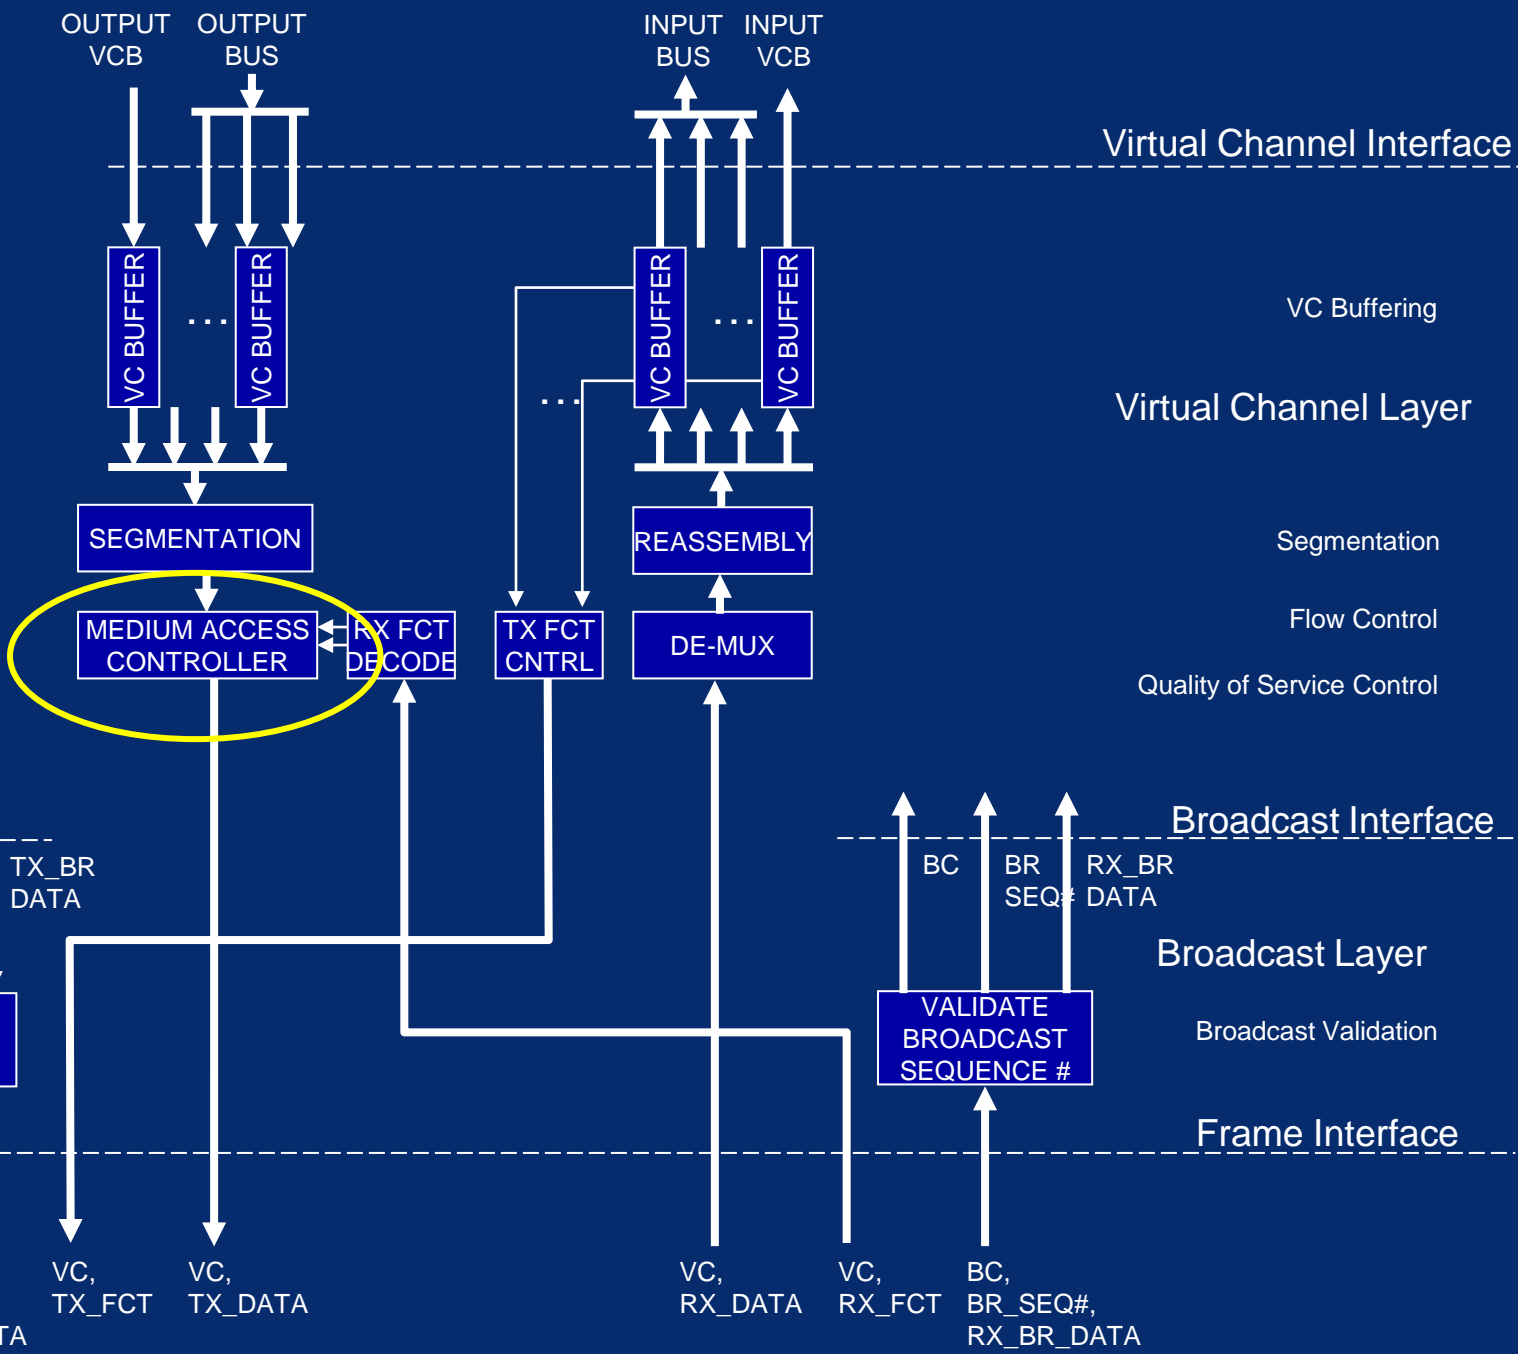 OUTPUT
VCB
OUTPUT
BUS
INPUT
BUS
INPUT
VCB
Virtual Channel Interface
VC BUFFER
...
VC BUFFER
VC BUFFER
...
VC BUFFER
VC Buffering
...
Virtual Channel Layer
SEGMENTATION
REASSEMBLY
Segmentation
MEDIUM ACCESS
CONTROLLER
RX FCT
DECODE
TX FCT
CNTRL
DE-MUX
Flow Control
Quality of Service Control
Broadcast Interface
TX_BR
DATA
BC
BR
SEQ#
RX_BR
DATA
Broadcast Layer
VALIDATE
BROADCAST
SEQUENCE #
Broadcast Validation
Frame Interface
VC,
TX_FCT
VC,
TX_DATA
VC,
RX_DATA
VC,
RX_FCT
BC,
BR_SEQ#,
RX_BR_DATA
TA